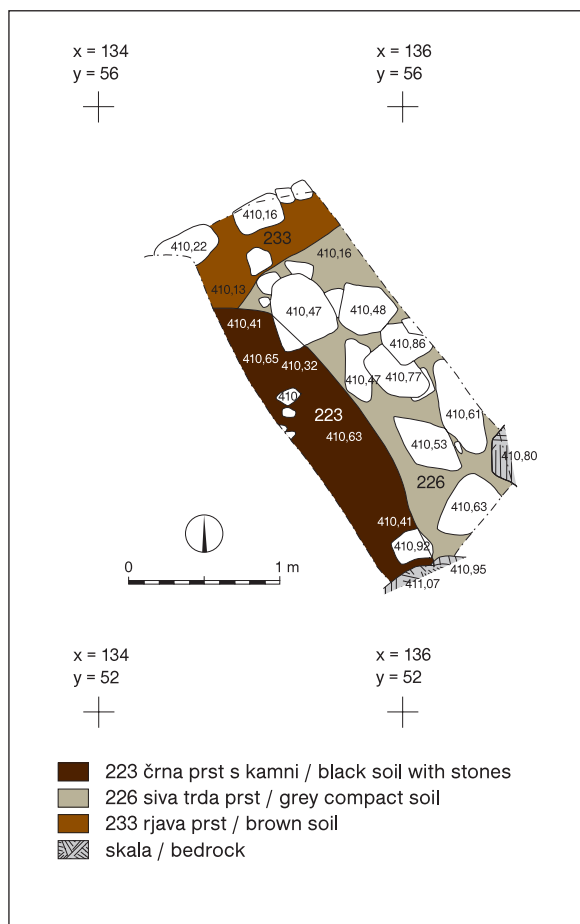 x = 134
y = 56
x = 136
y = 56
410,16
410,22
233
410,16
410,13
410,41
410,47
410,48
410,65
410,32
410,86
410,47
410,77
410
223
410,63
410,61
410,53
410,80
226
410,63
410,41
410,92
410,95
411,07
0
1 m
x = 134
y = 52
x = 136
y = 52
223 črna prst s kamni / black soil with stones
226 siva trda prst / grey compact soil
233 rjava prst / brown soil
skala / bedrock